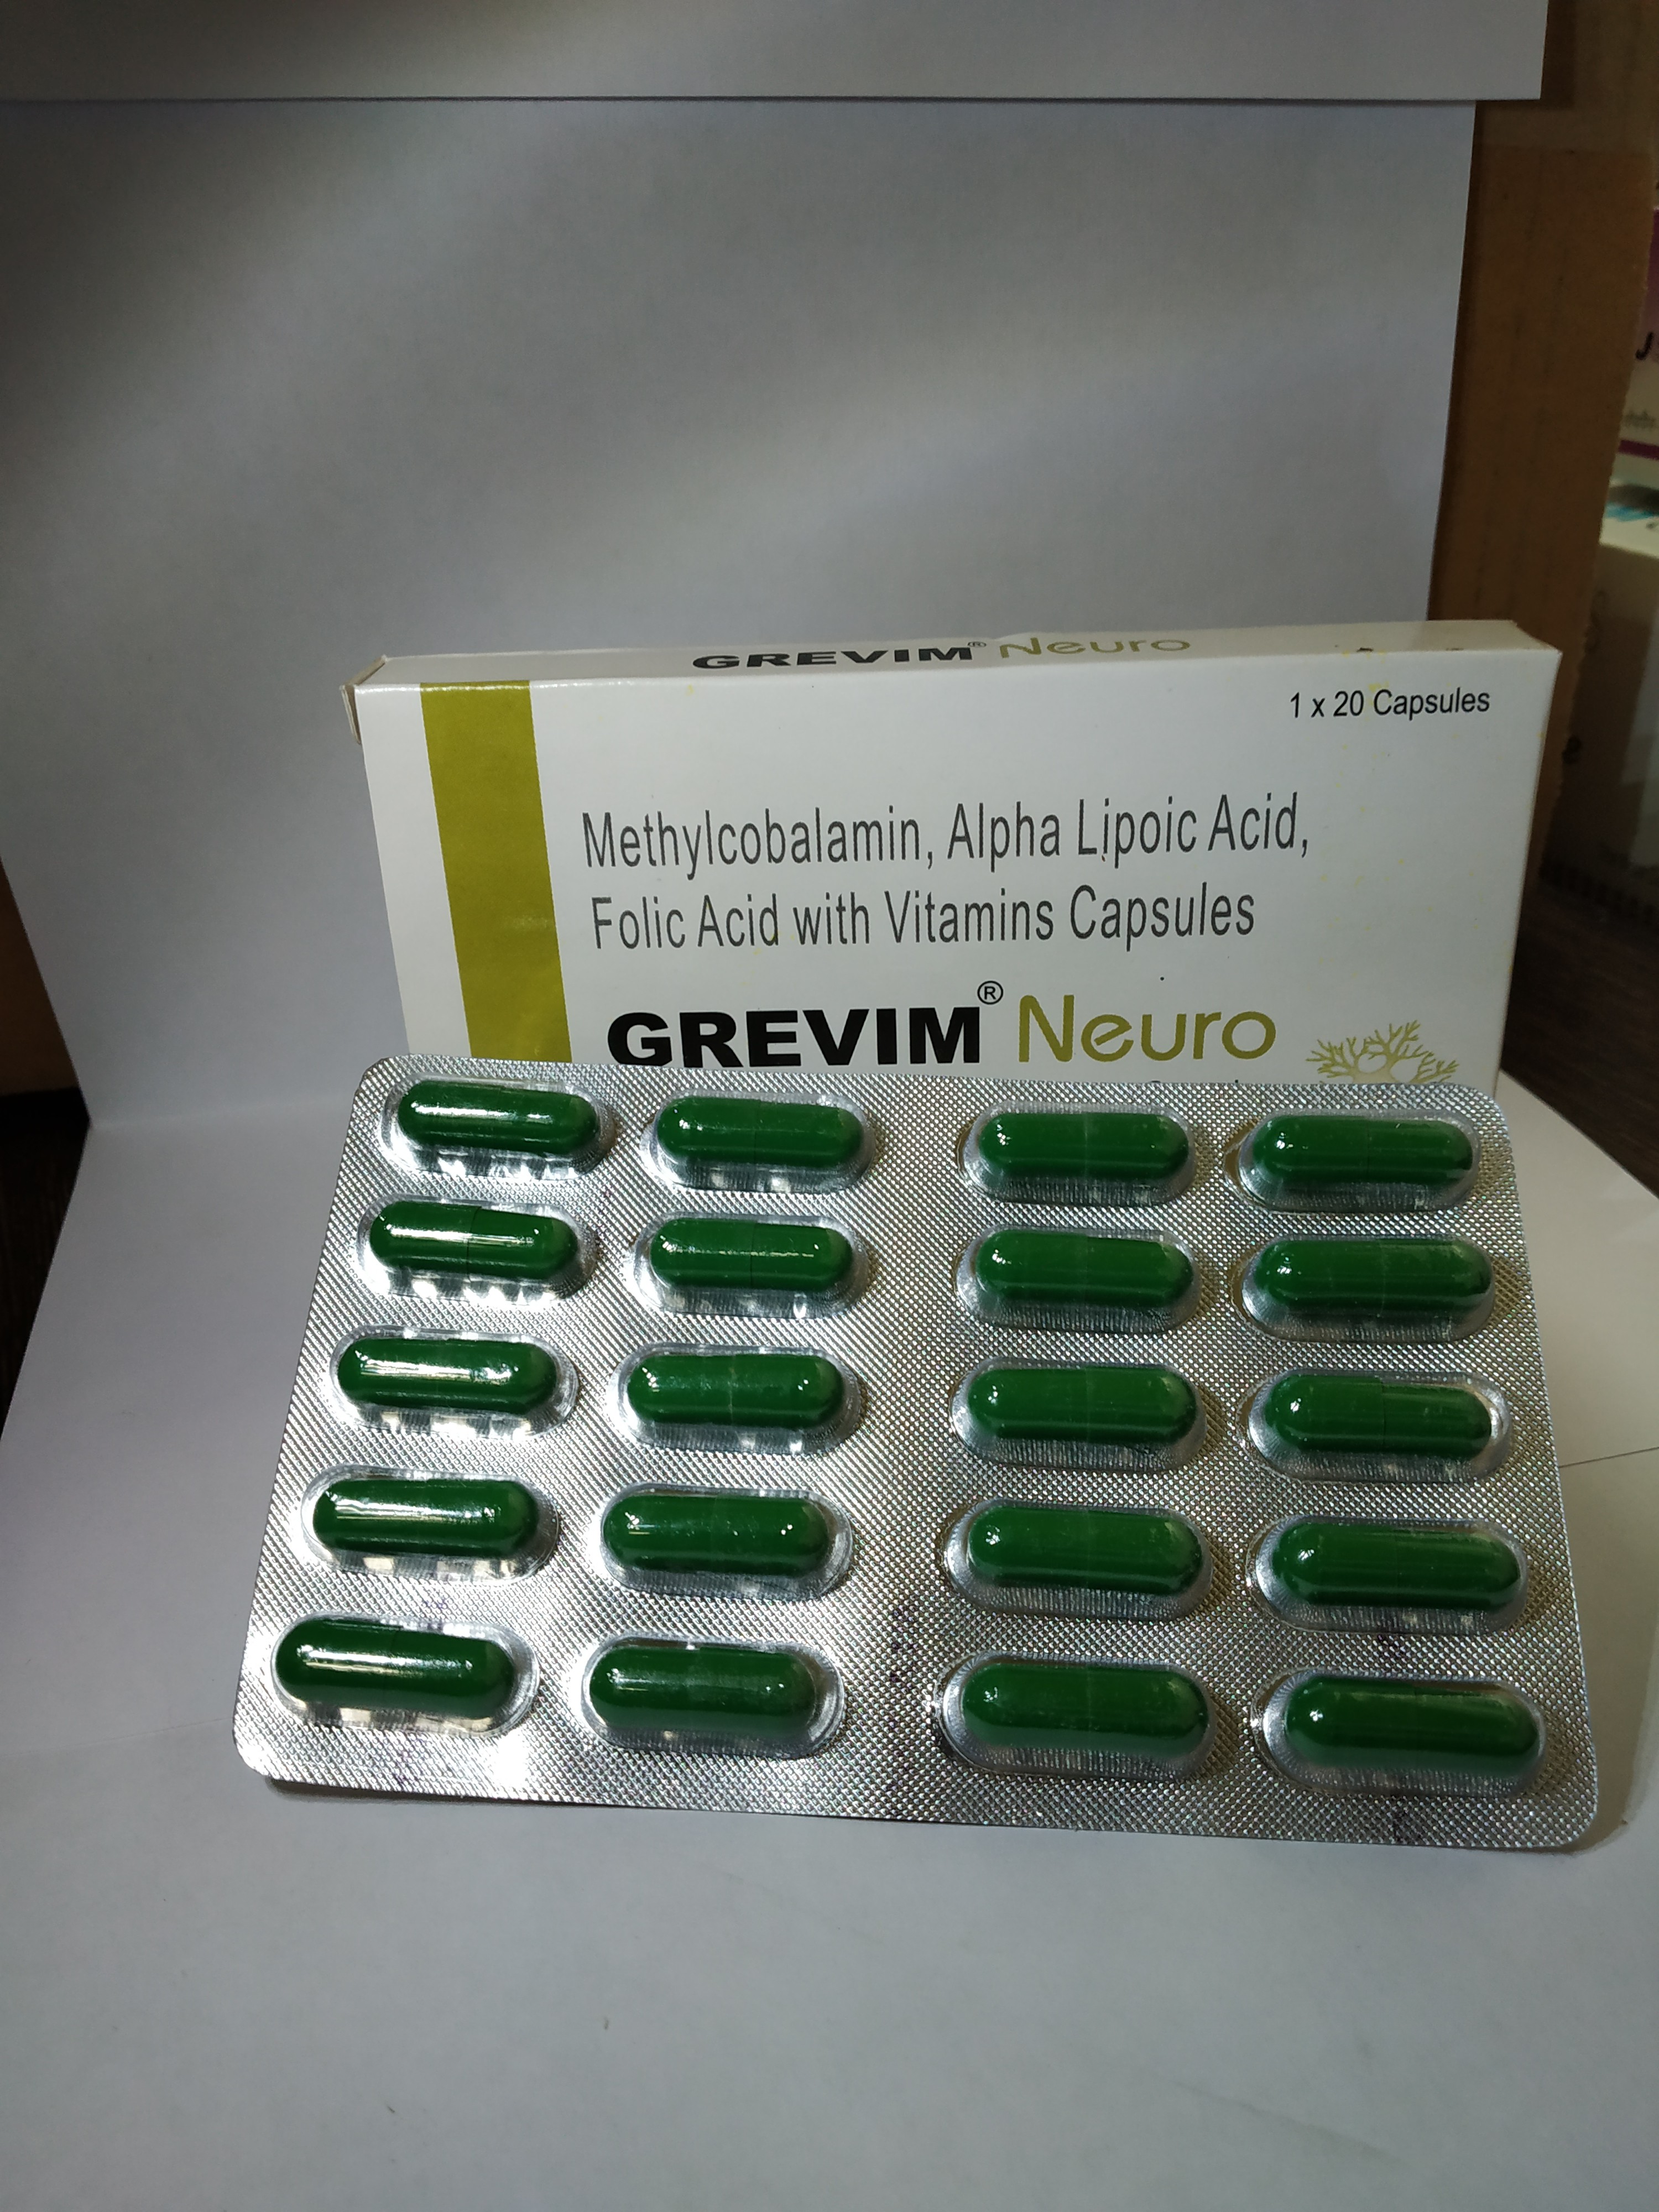 GREVIM® Neuro
1 x 20 Capsules
Methylcobalamin, Alpha Lipoic Acid,
Folic Acid with Vitamins Capsules
GREVIM® Neuro